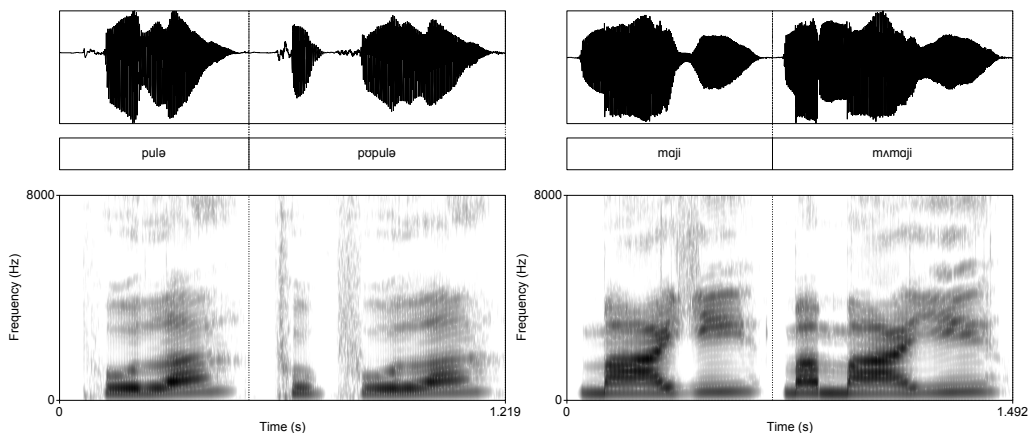 pulə
pʊpulə
mɑji
mʌmɑji
8000
8000
Frequency (Hz)
Frequency (Hz)
0
0
0
1.219
0
1.492
Time (s)
Time (s)